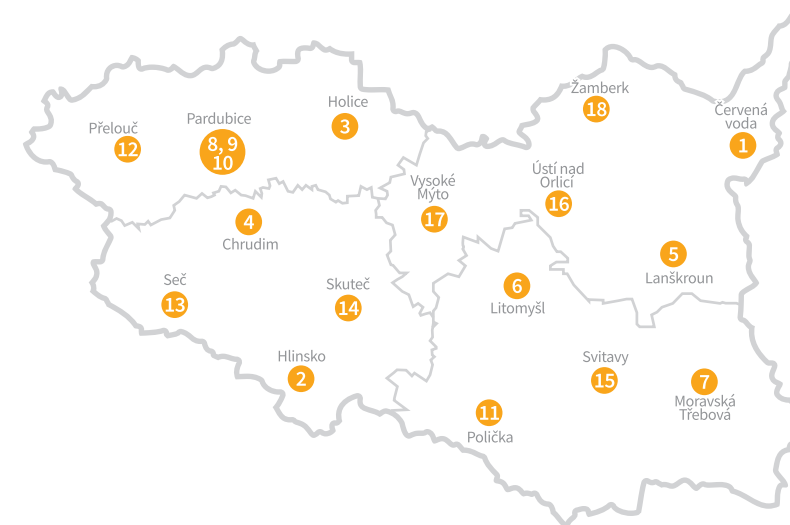 Žamberk
18
Holice
3
Červená
voda
1
Pardubice
8, 9
10
Přelouč
12
Ústí nad
Orlicí
16
Vysoké
Mýto
17
4
Chrudim
5
Lanškroun
Seč
13
Skuteč
14
6
Litomyšl
Hlinsko
2
Svitavy
15
7
Moravská
Třebová
11
Polička